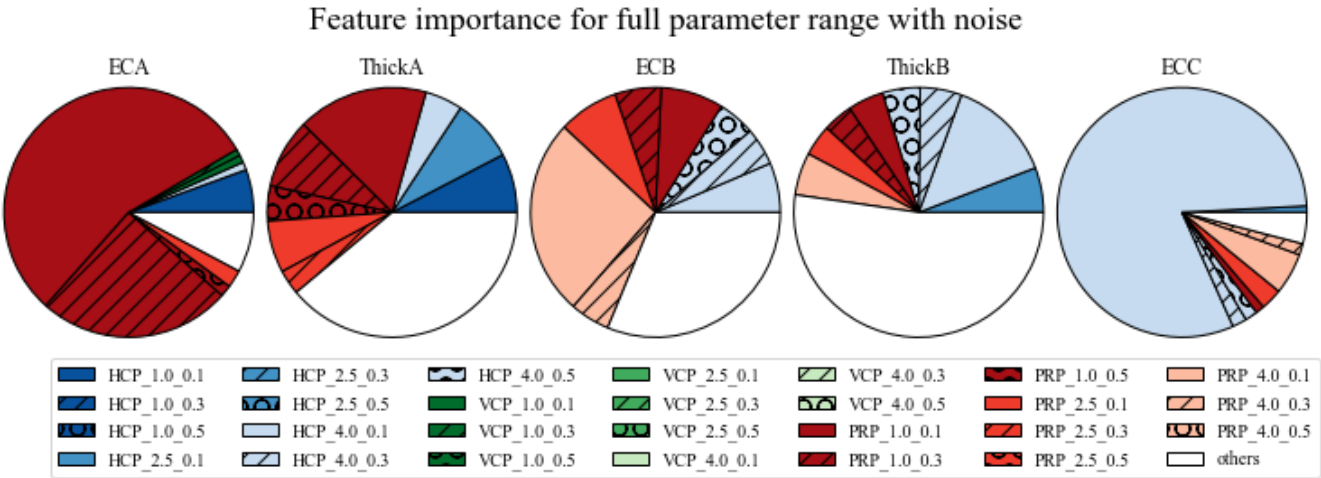 Feature importance for full parameter range with noise
ECA ThickA ECB ThickB ECC
HCP_1.0_0.1 HCP_2.5_0.3 HCP_4.0_0.5 VCP_2.5_0.1 VCP_4.0_0.3 PRP_1.0_0.5 PRP_4.0_0.1
HCP_1.0_0.3 HCP_2.5_0.5 VCP_1.0_0.1 VCP_2.5_0.3 VCP_4.0_0.5 PRP_2.5_0.1 PRP_4.0_0.3
HCP_1.0_0.5 HCP_4.0_0.1 VCP_1.0_0.3 VCP_2.5_0.5 PRP_1.0_0.1 PRP_2.5_0.3 PRP_4.0_0.5
HCP_2.5_0.1 HCP_4.0_0.3 VCP_1.0_0.5 VCP_4.0_0.1 PRP_1.0_0.3 PRP_2.5_0.5 others